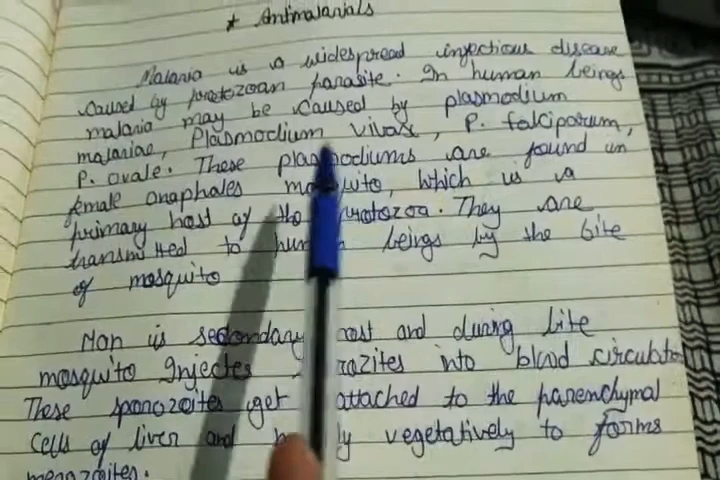 * Antimalarials
Malaria is a widespread injectious disease
caused by protozoan parasite. In human beings
malaria may be caused by plasmodium
malariae, Plasmodium vivax, P. falciparum,
P. ovale. These plasmodiums are found in
female anaphales mosquito, which is a
primary host of the protozoa. They are
transmitted to human beings by the bite
of mosquito
Man is secondary host and during bite
mosquito injectes into blood circulation
These sporozoites get attached to the parenchymal
cells of liver and vegetatively to forms
merozoites.